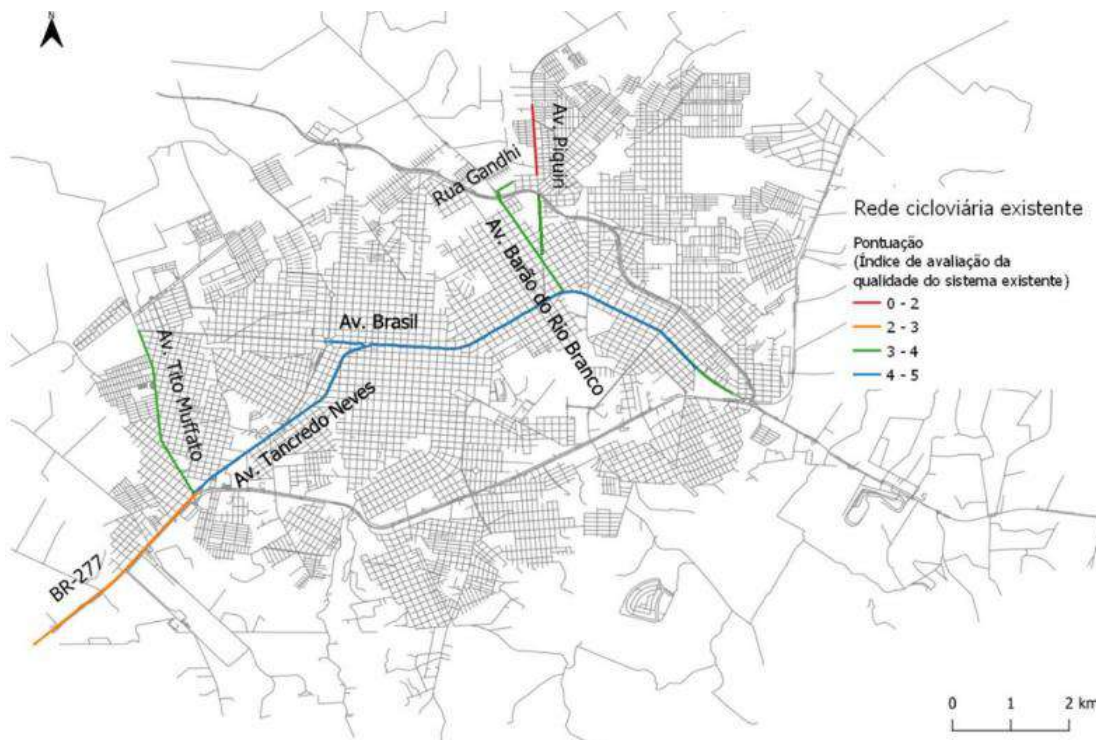 N
Av. Piquiri
Rua Gandhi
Av. Barão do Rio Branco
Av. Brasil
Av. Tito Muffato
Av. Tancredo Neves
BR-277
Rede cicloviária existente
Pontuação
(Índice de avaliação da
qualidade do sistema existente)
0 - 2
2 - 3
3 - 4
4 - 5
0 1 2 km